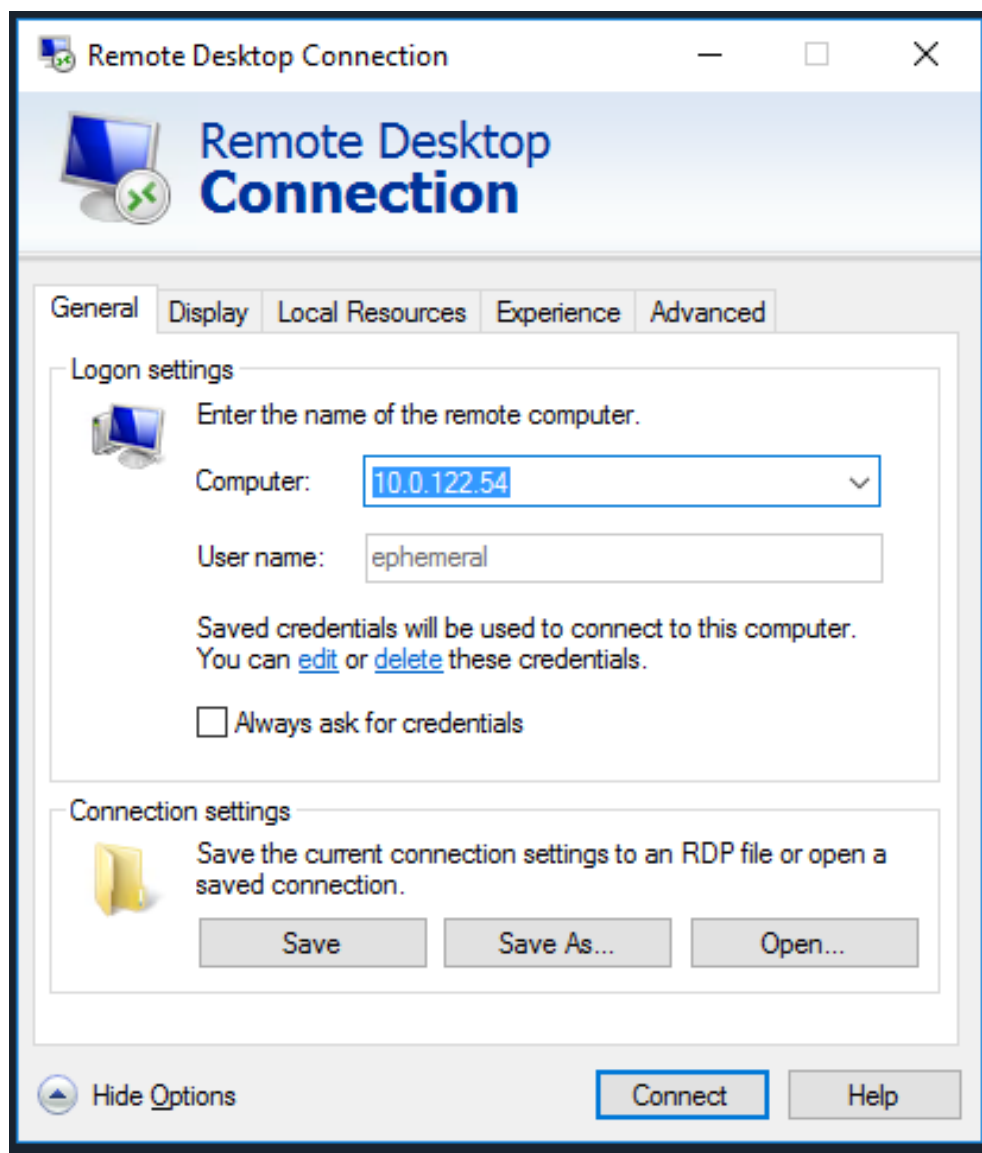 Remote Desktop Connection
Remote Desktop
Connection
General Display Local Resources Experience Advanced
Logon settings
Enter the name of the remote computer.
Computer: 10.0.122.54
User name: ephemeral
Saved credentials will be used to connect to this computer.
You can edit or delete these credentials.
Always ask for credentials
Connection settings
Save the current connection settings to an RDP file or open a
saved connection.
Save Save As... Open...
Hide Options Connect Help